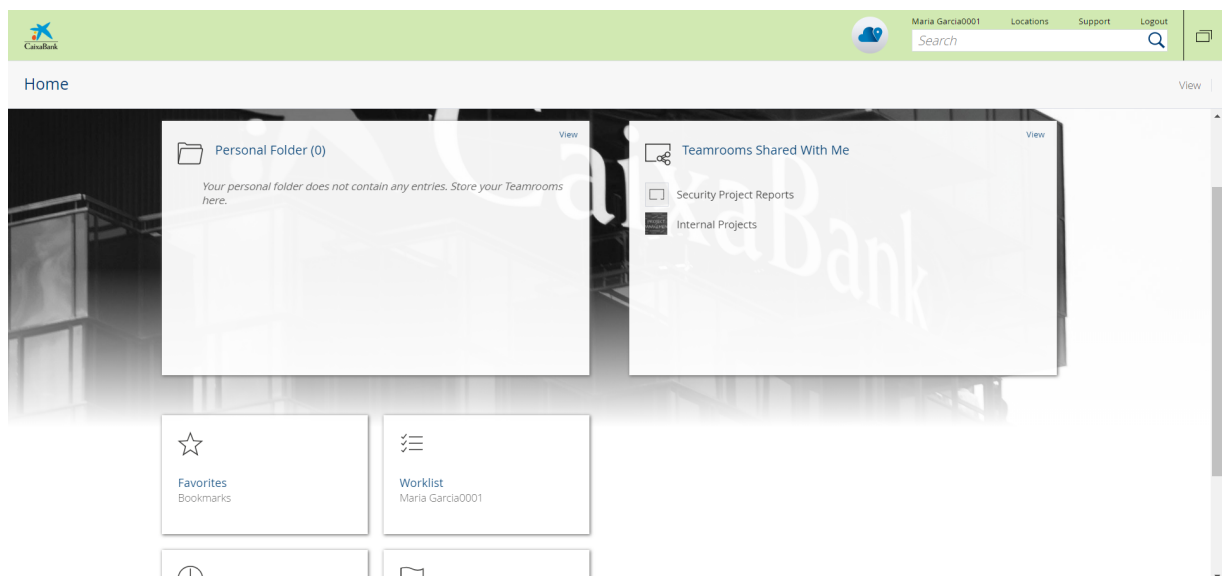 Maria Garcia0001 Locations Support Logout
CaixaBank Search
Home View
CaixaBank
View
Personal Folder (0)
Your personal folder does not contain any entries. Store your Teamrooms
here.
View
Teamrooms Shared With Me
Security Project Reports
Internal Projects
Favorites
Bookmarks
Worklist
Maria Garcia0001